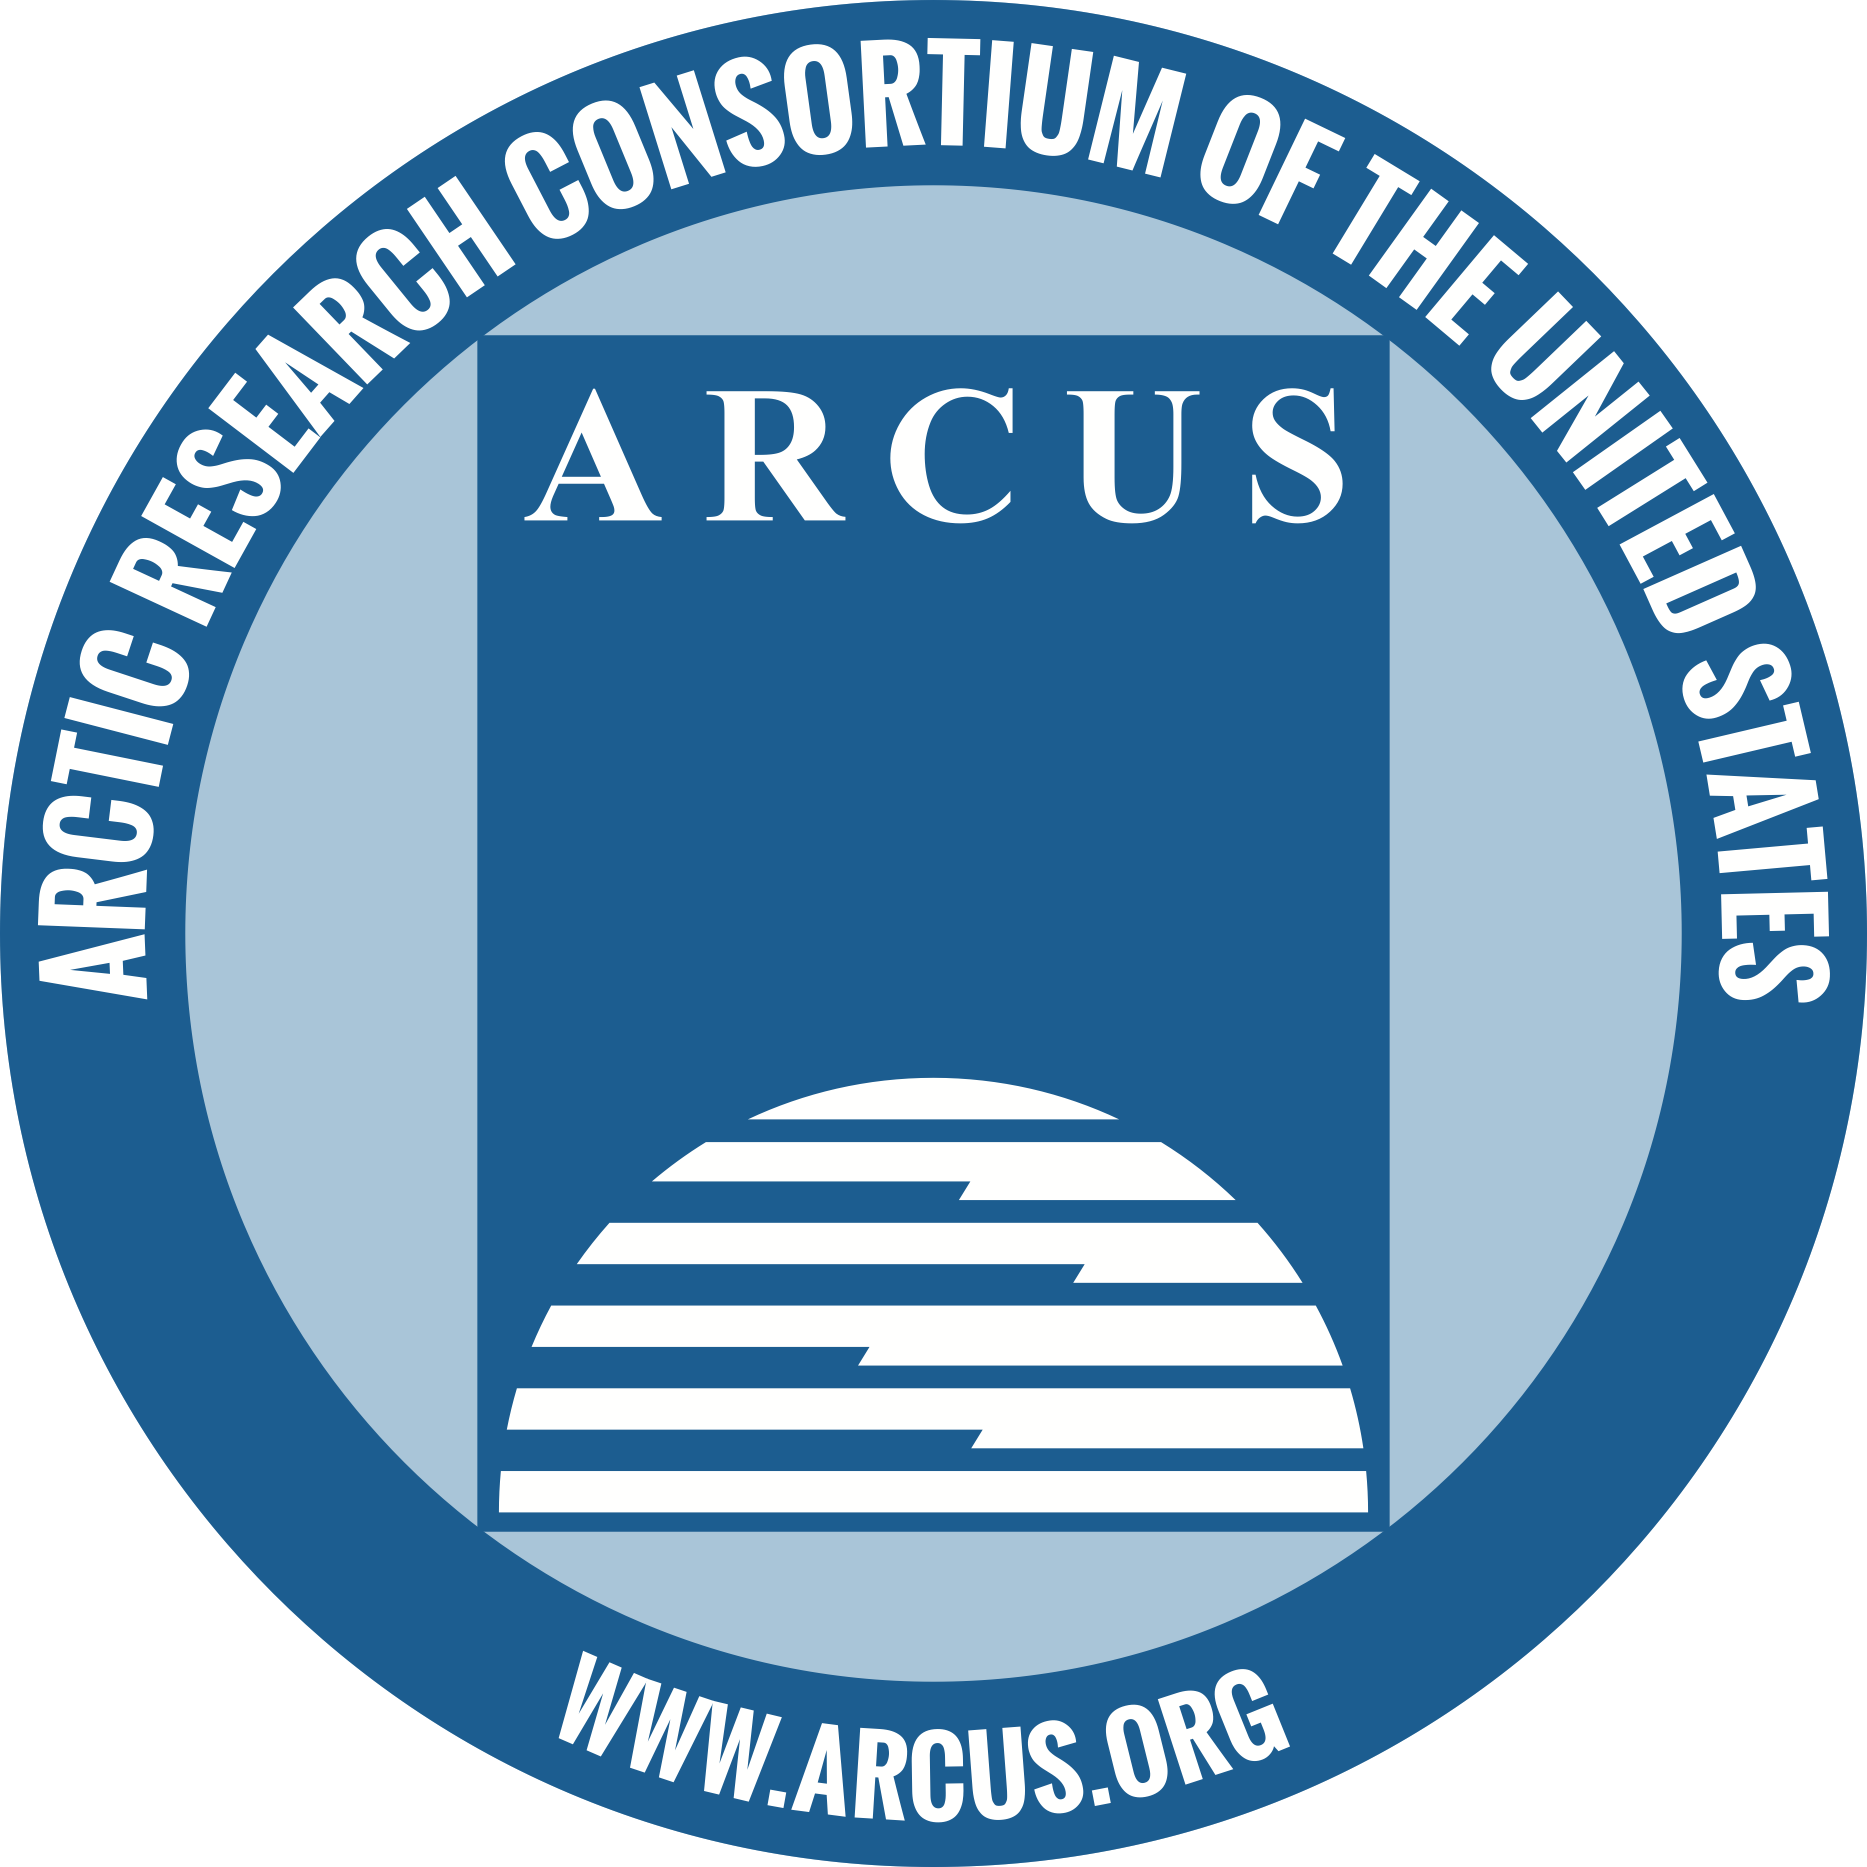 ARCTIC RESEARCH CONSORTIUM OF THE UNITED STATES
ARCUS
WWW.ARCUS.ORG